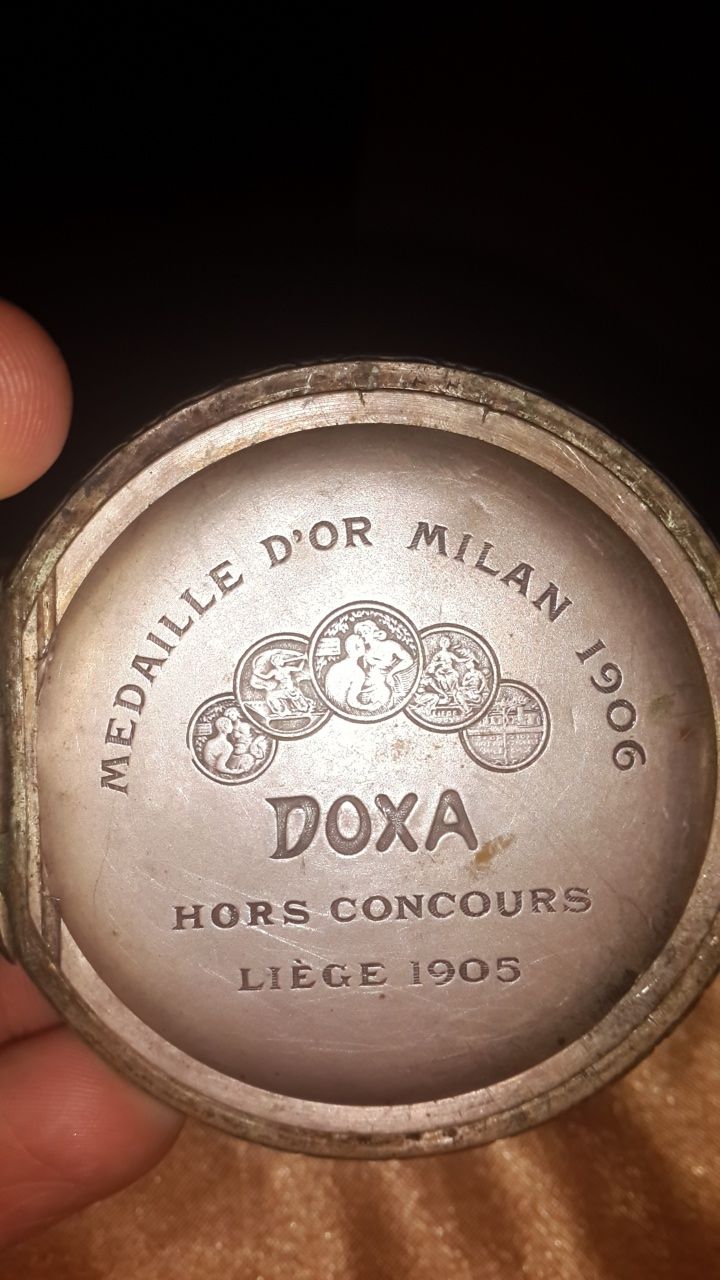 MEDAILLE D'OR MILAN 1906
DOXA
HORS CONCOURS
LIÈGE 1905